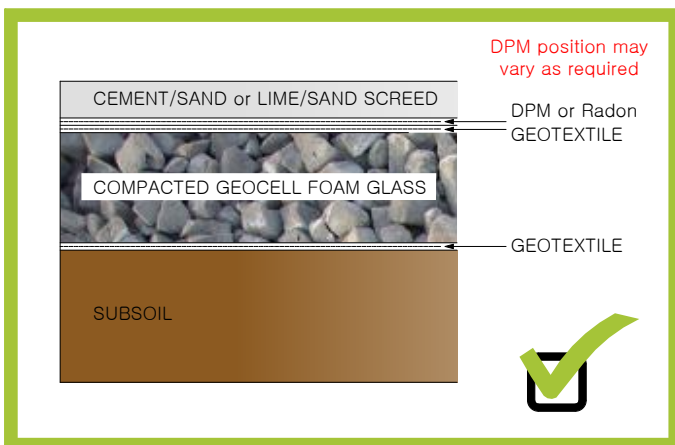 DPM position may
vary as required
CEMENT/SAND or LIME/SAND SCREED
DPM or Radon
GEOTEXTILE
COMPACTED GEOCELL FOAM GLASS
GEOTEXTILE
SUBSOIL